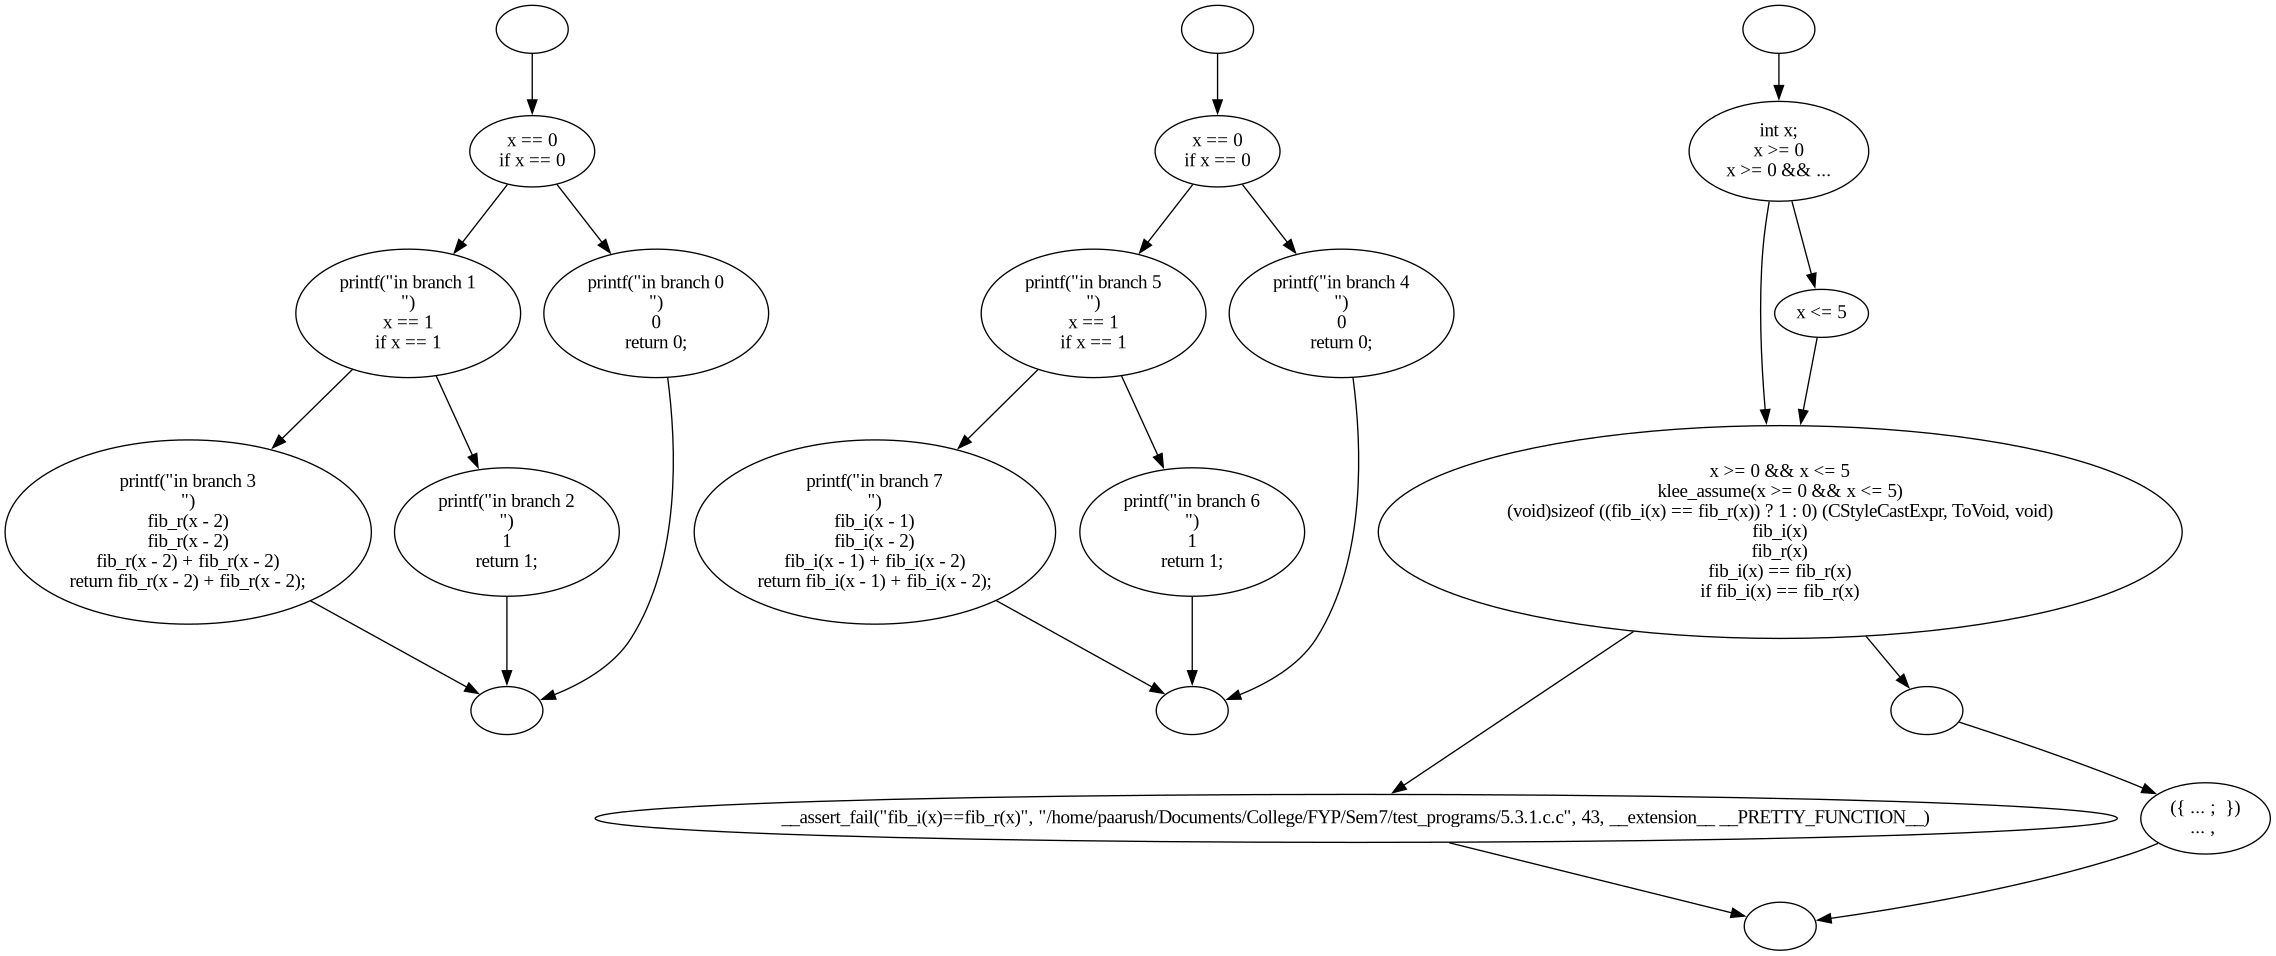 x == 0
if x == 0
printf("in branch 1
")
x == 1
if x == 1
printf("in branch 0
")
0
return 0;
printf("in branch 3
")
fib_r(x - 2)
fib_r(x - 2)
fib_r(x - 2) + fib_r(x - 2)
return fib_r(x - 2) + fib_r(x - 2);
printf("in branch 2
")
1
return 1;
x == 0
if x == 0
printf("in branch 5
")
x == 1
if x == 1
printf("in branch 4
")
0
return 0;
printf("in branch 7
")
fib_i(x - 1)
fib_i(x - 2)
fib_i(x - 1) + fib_i(x - 2)
return fib_i(x - 1) + fib_i(x - 2);
printf("in branch 6
")
1
return 1;
int x;
x >= 0
x >= 0 && ...
x <= 5
x >= 0 && x <= 5
klee_assume(x >= 0 && x <= 5)
(void)sizeof ((fib_i(x) == fib_r(x)) ? 1 : 0) (CStyleCastExpr, ToVoid, void)
fib_i(x)
fib_r(x)
fib_i(x) == fib_r(x)
if fib_i(x) == fib_r(x)
__assert_fail("fib_i(x)==fib_r(x)", "/home/paarush/Documents/College/FYP/Sem7/test_programs/5.3.1.c.c", 43, __extension__ __PRETTY_FUNCTION__)
({ ... ;  })
... ,